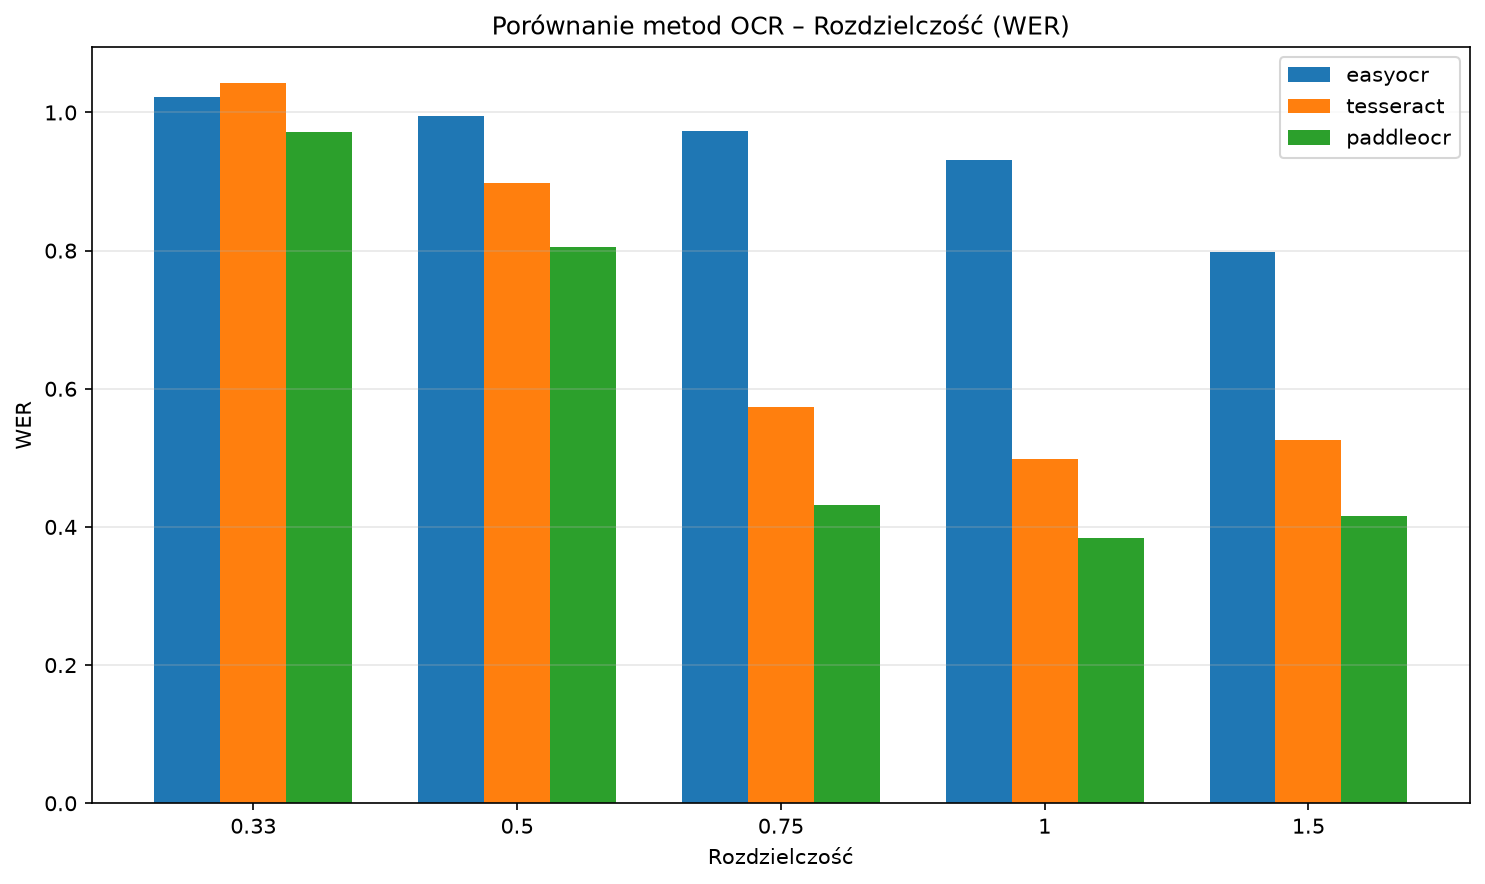 Porównanie metod OCR – Rozdzielczość (WER)
easyocr
tesseract
paddleocr
1.0
0.8
0.6
0.4
0.2
0.0
WER
0.33 0.5 0.75 1 1.5
Rozdzielczość